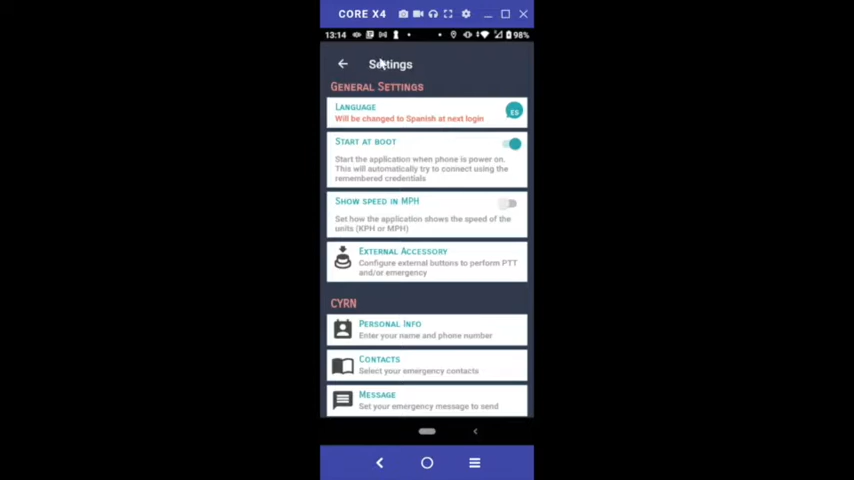 CORE X4
13:14
98%
Settings
GENERAL SETTINGS
LANGUAGE
Will be changed to Spanish at next login
ES
START AT BOOT
Start the application when phone is power on.
This will automatically try to connect using the
remembered credentials
SHOW SPEED IN MPH
Set how the application shows the speed of the
units (KPH or MPH)
EXTERNAL ACCESSORY
Configure external buttons to perform PTT
and/or emergency
CYRN
PERSONAL INFO
Enter your name and phone number
CONTACTS
Select your emergency contacts
MESSAGE
Set your emergency message to send